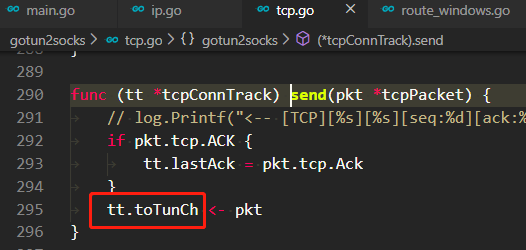 main.go
ip.go
tcp.go
route_windows.go
gotun2socks > tcp.go > {} gotun2socks > (*tcpConnTrack).send
289
290 func (tt *tcpConnTrack) send(pkt *tcpPacket) {
291 // log.Printf("<-- [TCP][%s][%s][seq:%d][ack:%
292 if pkt.tcp.ACK {
293 tt.lastAck = pkt.tcp.Ack
294 }
295 tt.toTunCh <- pkt
296 }